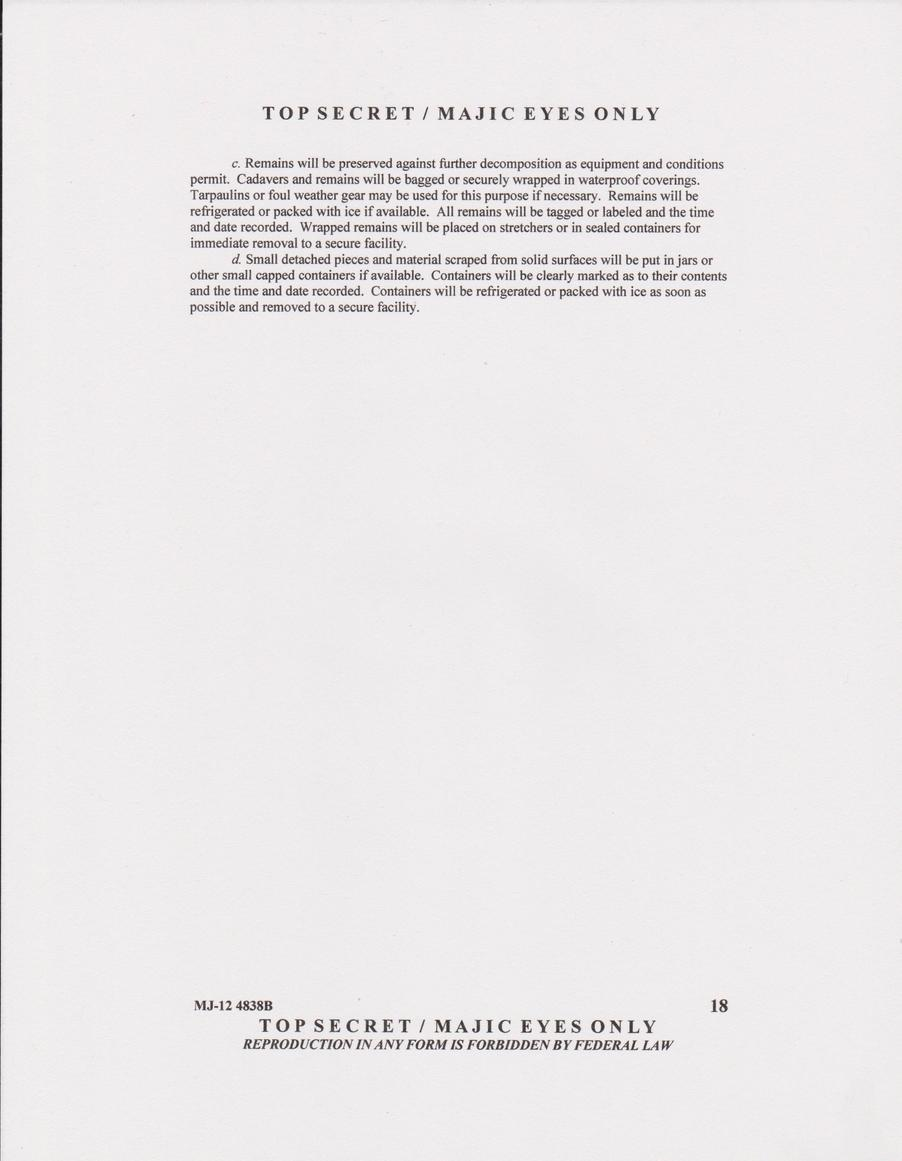 TOP SECRET / MAJIC EYES ONLY
c. Remains will be preserved against further decomposition as equipment and conditions
permit. Cadavers and remains will be bagged or securely wrapped in waterproof coverings.
Tarpaulins or foul weather gear may be used for this purpose if necessary. Remains will be
refrigerated or packed with ice if available. All remains will be tagged or labeled and the time
and date recorded. Wrapped remains will be placed on stretchers or in sealed containers for
immediate removal to a secure facility.
d. Small detached pieces and material scraped from solid surfaces will be put in jars or
other small capped containers if available. Containers will be clearly marked as to their contents
and the time and date recorded. Containers will be refrigerated or packed with ice as soon as
possible and removed to a secure facility.
MJ-12 4838B 18
TOP SECRET / MAJIC EYES ONLY
REPRODUCTION IN ANY FORM IS FORBIDDEN BY FEDERAL LAW